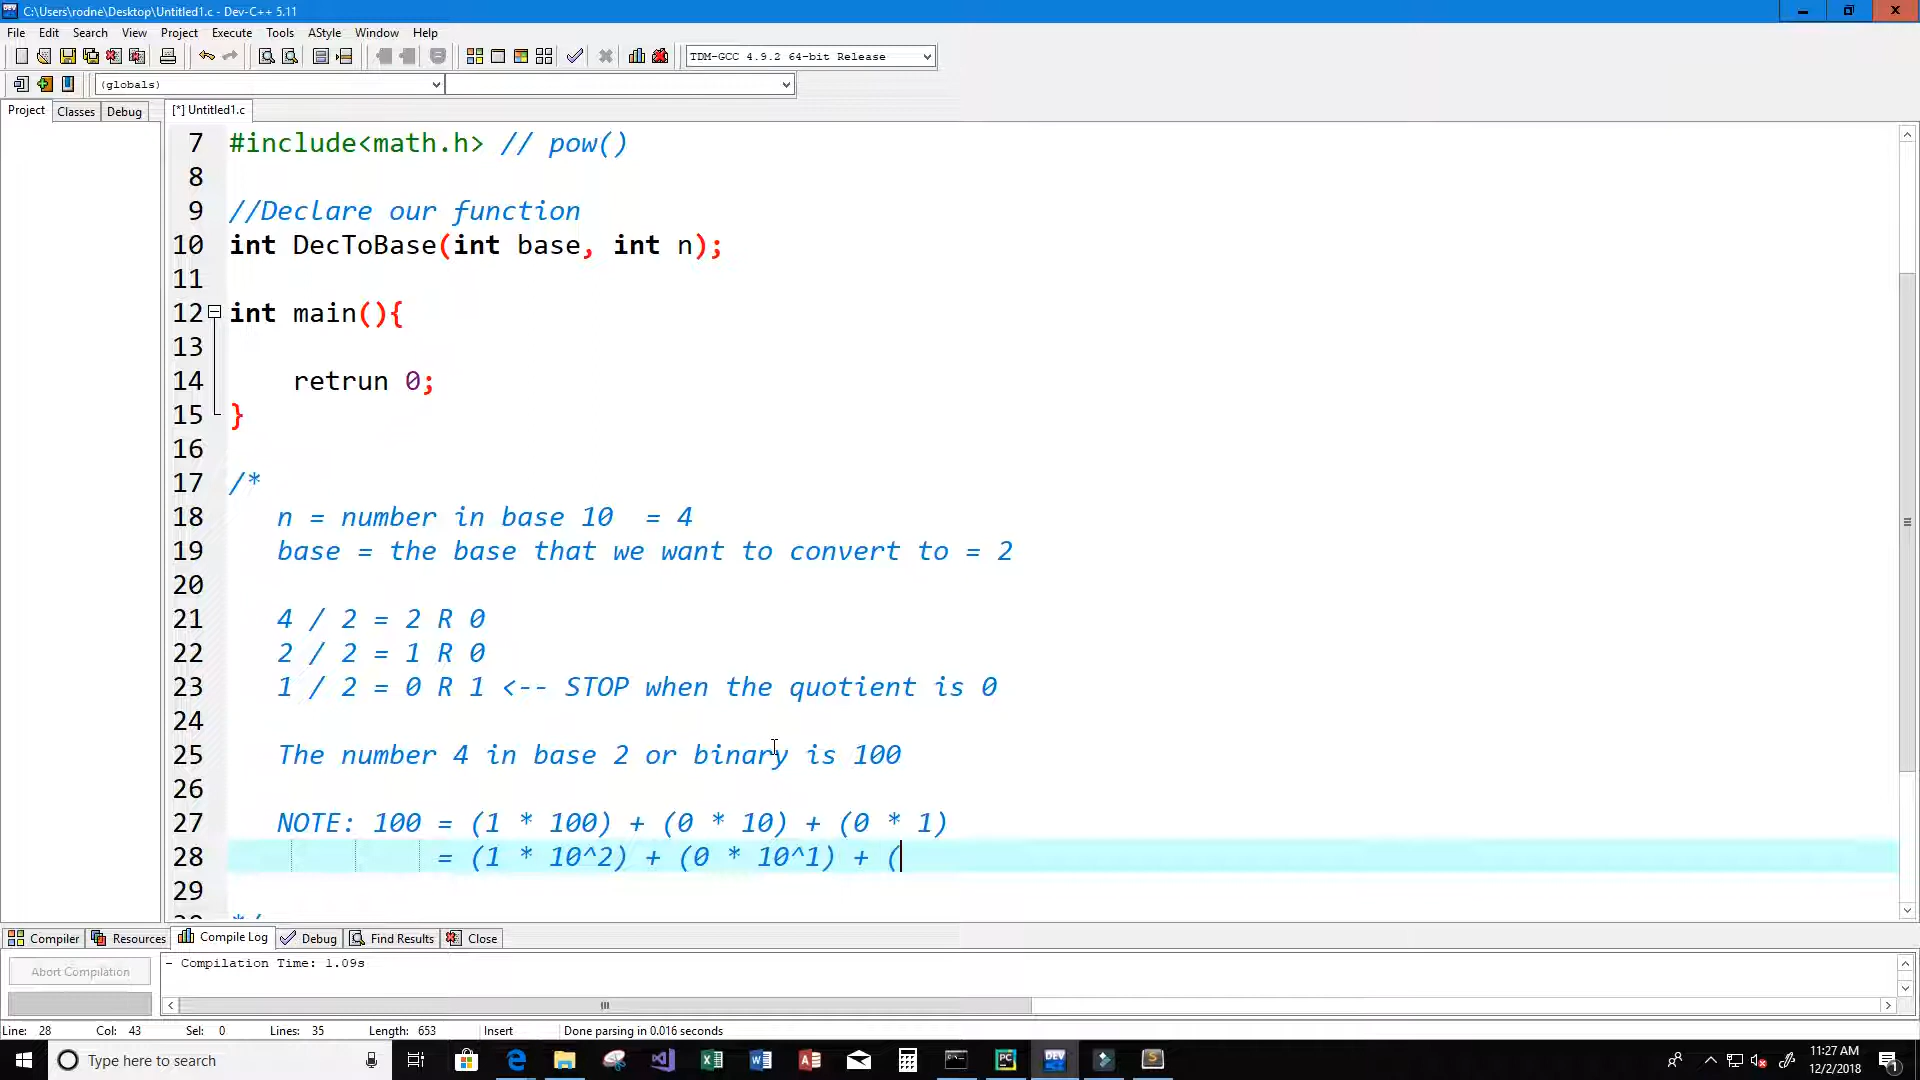 C:\Users\rodne\Desktop\Untitled1.c - Dev-C++ 5.11
File Edit Search View Project Execute Tools AStyle Window Help
TDM-GCC 4.9.2 64-bit Release
(globals)
Project Classes Debug [*] Untitled1.c
7 #include<math.h> // pow()
8
9 //Declare our function
10 int DecToBase(int base, int n);
11
12 int main(){
13
14 retrun 0;
15 }
16
17 /*
18 n = number in base 10 = 4
19 base = the base that we want to convert to = 2
20
21 4 / 2 = 2 R 0
22 2 / 2 = 1 R 0
23 1 / 2 = 0 R 1 <-- STOP when the quotient is 0
24
25 The number 4 in base 2 or binary is 100
26
27 NOTE: 100 = (1 * 100) + (0 * 10) + (0 * 1)
28 = (1 * 10^2) + (0 * 10^1) + (
29
*/
Compiler Resources Compile Log Debug Find Results Close
Abort Compilation
- Compilation Time: 1.09s
Line: 28 Col: 43 Sel: 0 Lines: 35 Length: 653 Insert Done parsing in 0.016 seconds
Type here to search
11:27 AM
12/2/2018